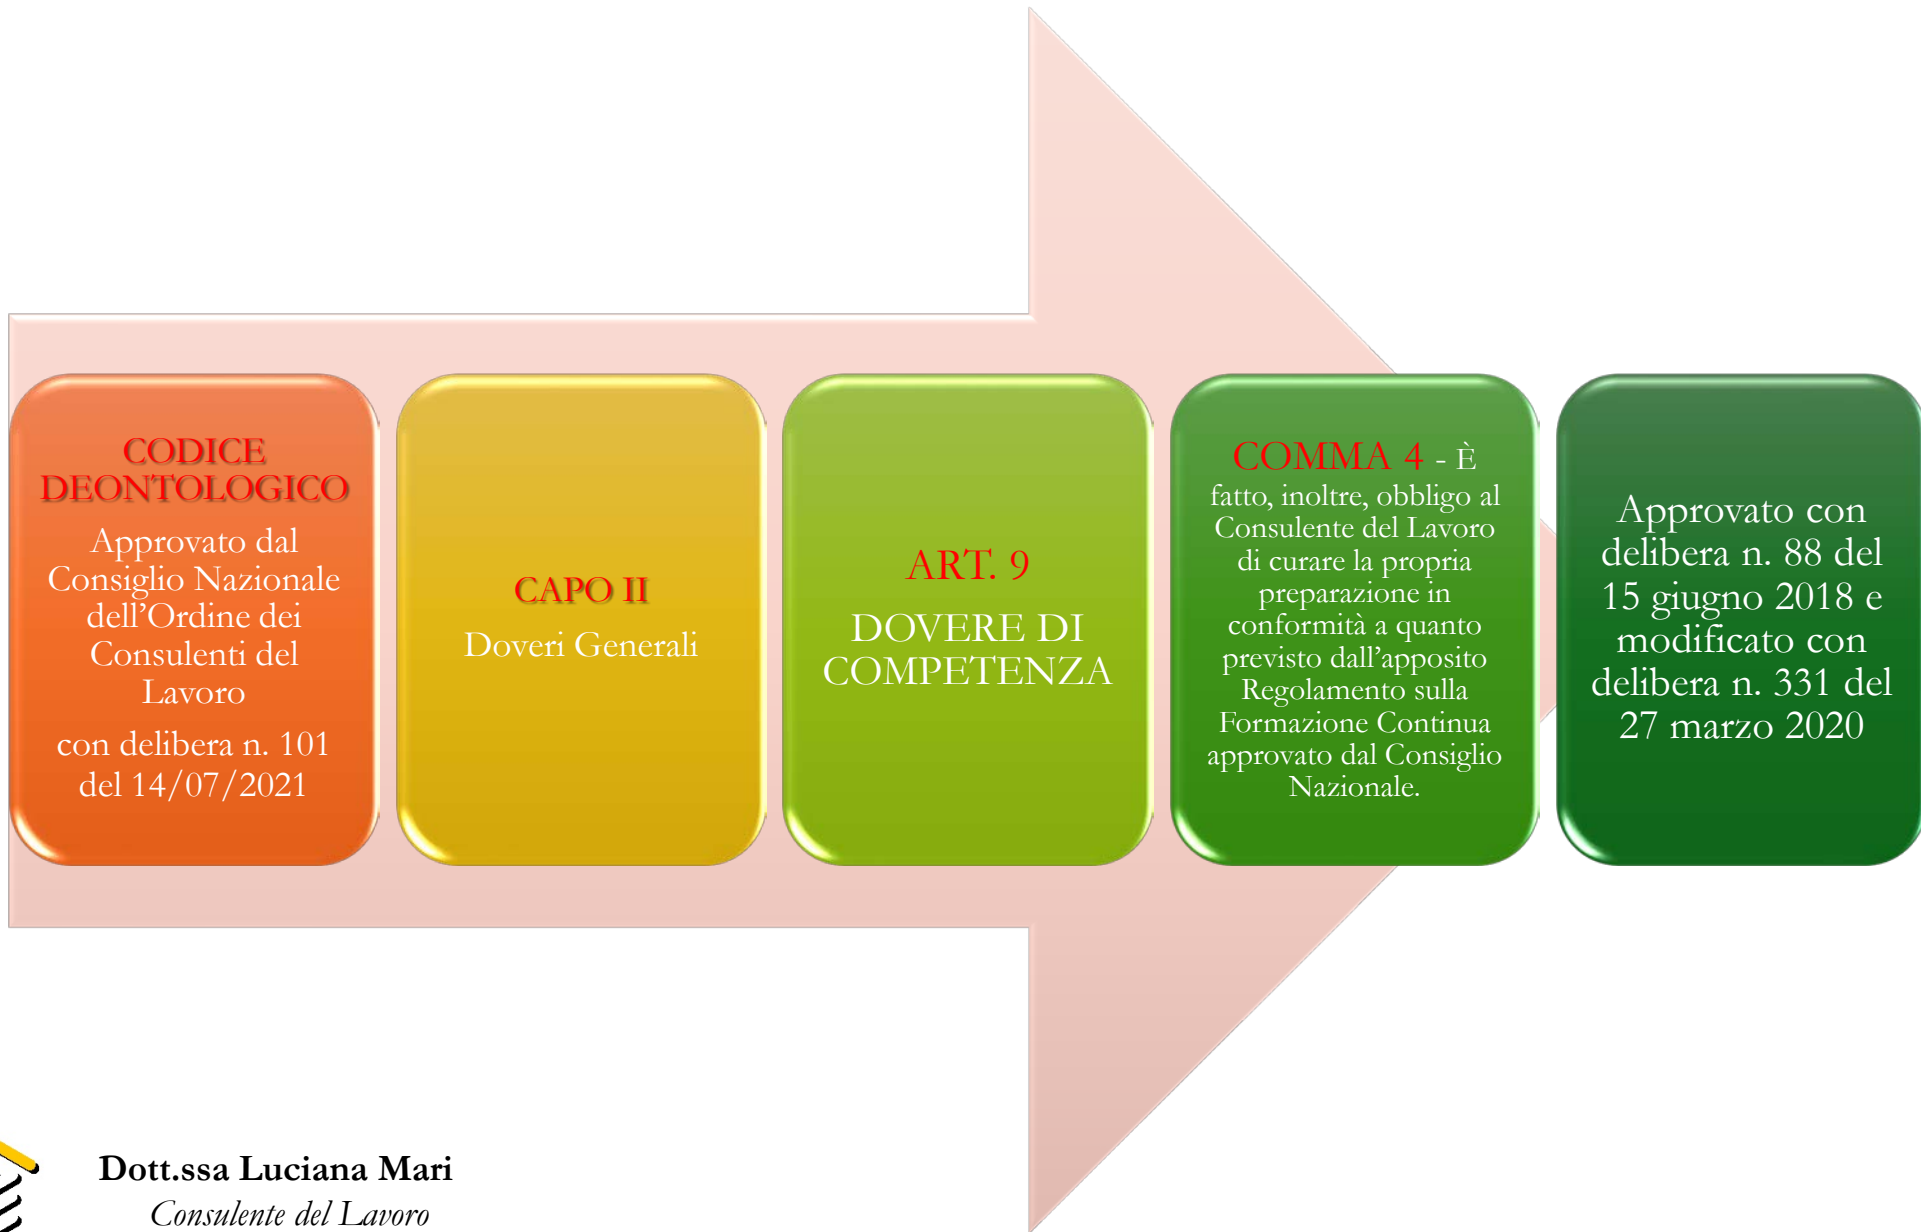 CODICE
DEONTOLOGICO
Approvato dal
Consiglio Nazionale
dell'Ordine dei
Consulenti del
Lavoro
con delibera n. 101
del 14/07/2021
CAPO II
Doveri Generali
ART. 9
DOVERE DI
COMPETENZA
COMMA 4 - È
fatto, inoltre, obbligo al
Consulente del Lavoro
di curare la propria
preparazione in
conformità a quanto
previsto dall'apposito
Regolamento sulla
Formazione Continua
approvato dal Consiglio
Nazionale.
Approvato con
delibera n. 88 del
15 giugno 2018 e
modificato con
delibera n. 331 del
27 marzo 2020
Dott.ssa Luciana Mari
Consulente del Lavoro